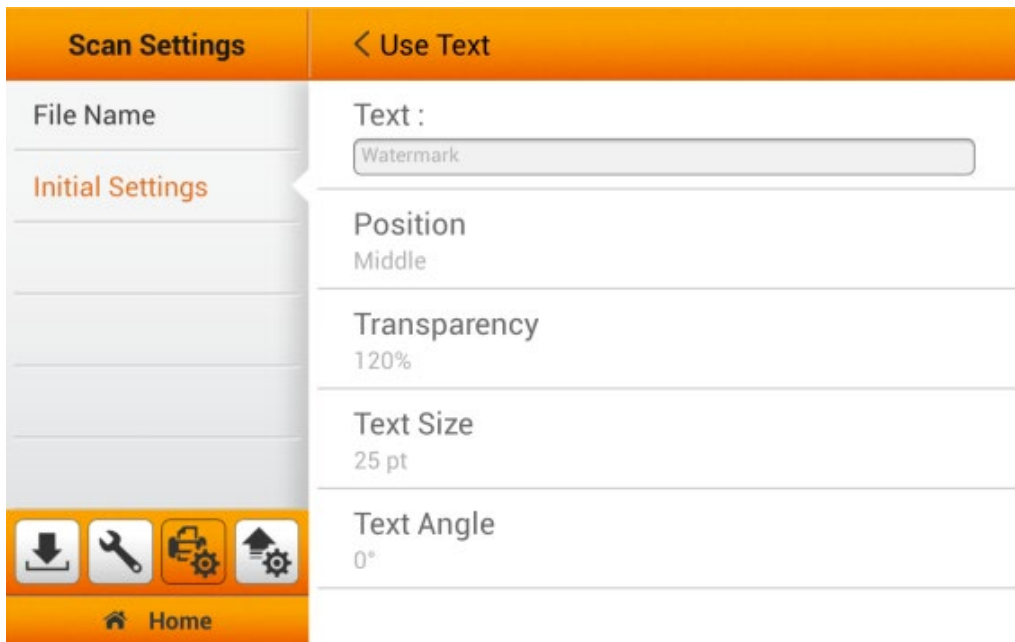 Scan Settings
< Use Text
File Name
Initial Settings
Text :
Watermark
Position
Middle
Transparency
120%
Text Size
25 pt
Text Angle
0°
Home